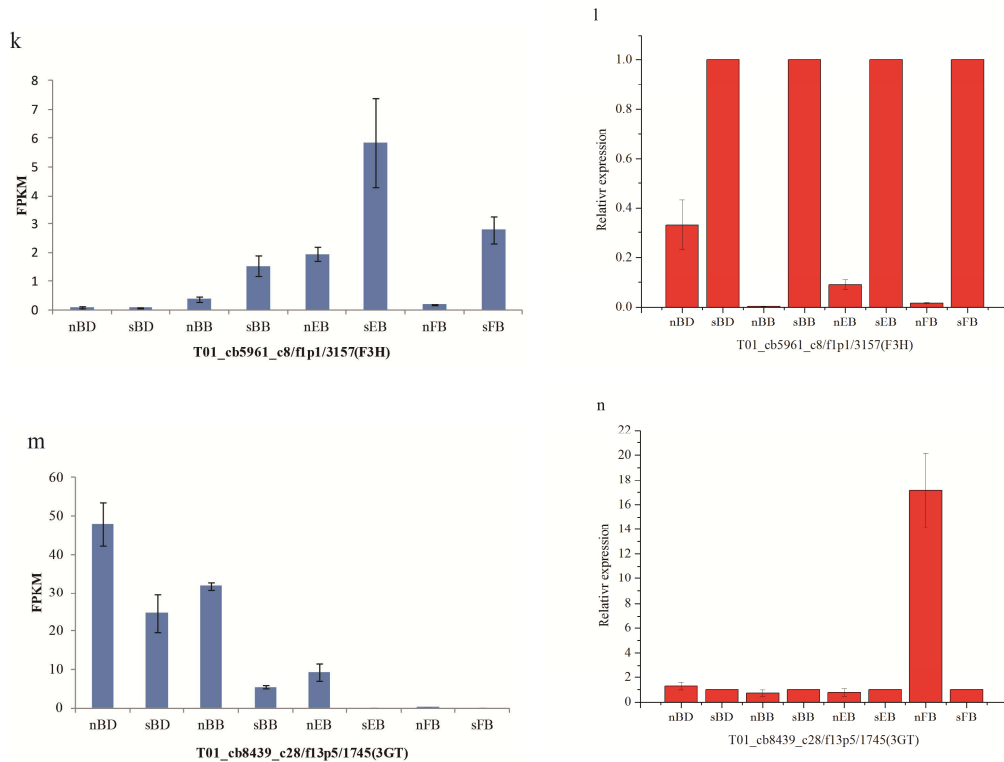 k
8
7
6
5
4
3
2
1
0
FPKM
nBD sBD nBB sBB nEB sEB nFB sFB
T01_cb5961_c8/f1p1/3157(F3H)
l
1.0
0.8
0.6
0.4
0.2
0.0
Relativr expression
nBD sBD nBB sBB nEB sEB nFB sFB
T01_cb5961_c8/f1p1/3157(F3H)
m
60
50
40
30
20
10
0
FPKM
nBD sBD nBB sBB nEB sEB nFB sFB
T01_cb8439_c28/f13p5/1745(3GT)
n
22
20
18
16
14
12
10
8
6
4
2
0
Relativr expression
nBD sBD nBB sBB nEB sEB nFB sFB
T01_cb8439_c28/f13p5/1745(3GT)